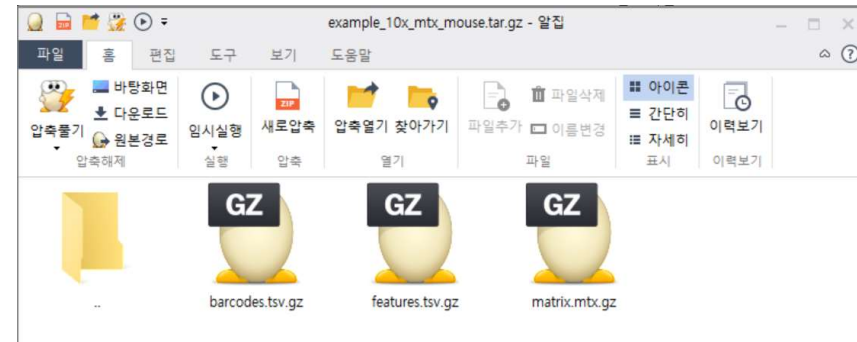 example_10x_mtx_mouse.tar.gz - 알집
파일 홈 편집 도구 보기 도움말
압축풀기
바탕화면
다운로드
원본경로
압축해제
임시실행
실행
ZIP
새로압축
압축
압축열기 찾아가기
열기
파일추가
파일삭제
이름변경
파일
아이콘
간단히
자세히
표시
이력보기
이력보기
GZ GZ GZ
.. barcodes.tsv.gz features.tsv.gz matrix.mtx.gz